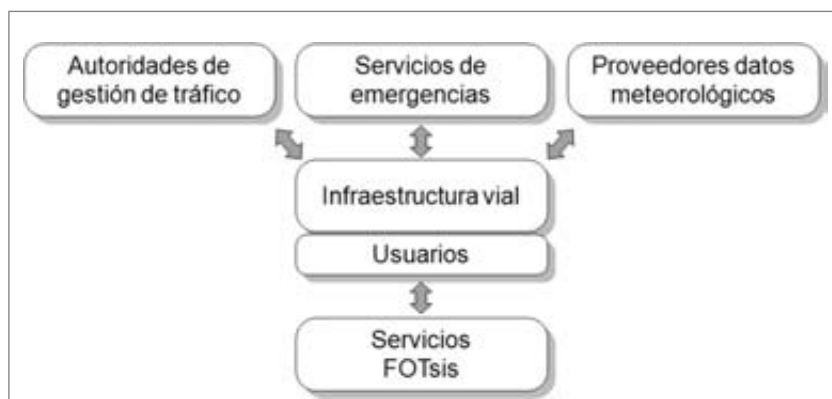 Autoridades de
gestión de tráfico
Servicios de
emergencias
Proveedores datos
meteorológicos
Infraestructura vial
Usuarios
Servicios
FOTsis